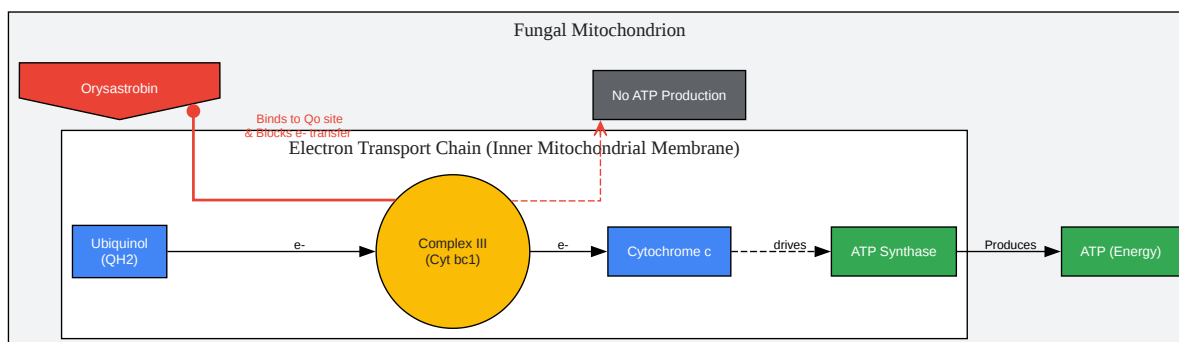 Fungal Mitochondrion
Orysastrobin
No ATP Production
Binds to Qo site
& Blocks e- transfer
Electron Transport Chain (Inner Mitochondrial Membrane)
Ubiquinol
(QH2)
e-
Complex III
(Cyt bc1)
e-
Cytochrome c
drives
ATP Synthase
Produces
ATP (Energy)